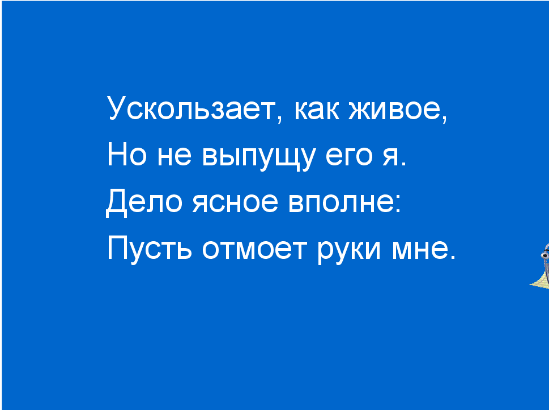 Ускользает, как живое,
Но не выпущу его я.
Дело ясное вполне:
Пусть отмоет руки мне.